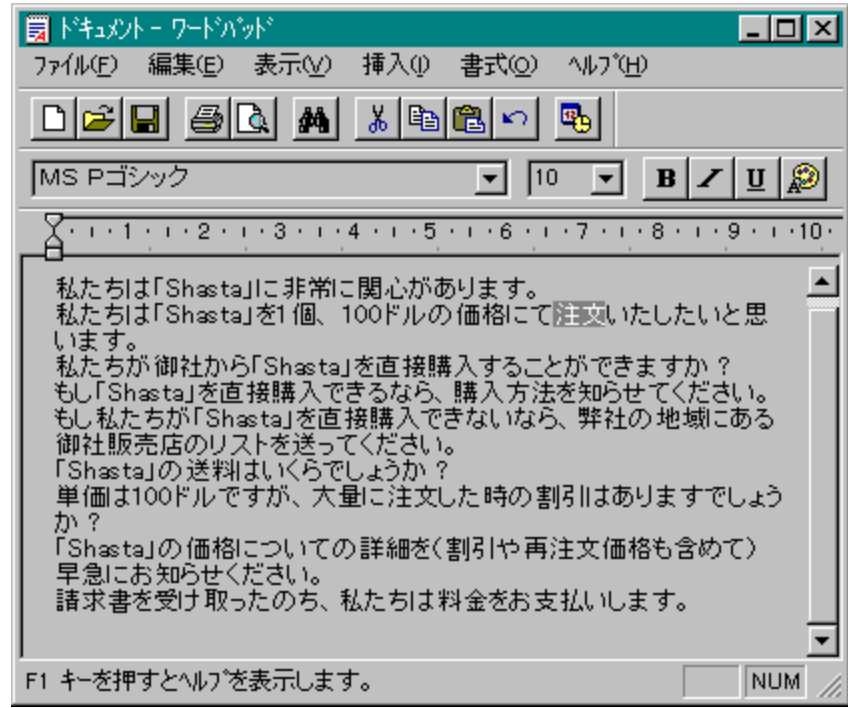 ﾄﾞｷｭﾒﾝﾄ - ﾜｰﾄﾞﾊﾟｯﾄﾞ
ﾌｧｲﾙ(F) 編集(E) 表示(V) 挿入(I) 書式(O) ﾍﾙﾌﾟ(H)
MS Pゴシック 10 B I U
1 2 3 4 5 6 7 8 9 10
私たちは「Shasta」に非常に関心があります。
私たちは「Shasta」を1個、100ドルの価格にて注文いたしたいと思
います。
私たちが御社から「Shasta」を直接購入することができますか？
もし「Shasta」を直接購入できるなら、購入方法を知らせてください。
もし私たちが「Shasta」を直接購入できないなら、弊社の地域にある
御社販売店のリストを送ってください。
「Shasta」の送料はいくらでしょうか？
単価は100ドルですが、大量に注文した時の割引はありますでしょう
か？
「Shasta」の価格についての詳細を（割引や再注文価格も含めて）
早急にお知らせください。
請求書を受け取ったのち、私たちは料金をお支払いします。
F1 ｷｰを押すとﾍﾙﾌﾟを表示します。 NUM